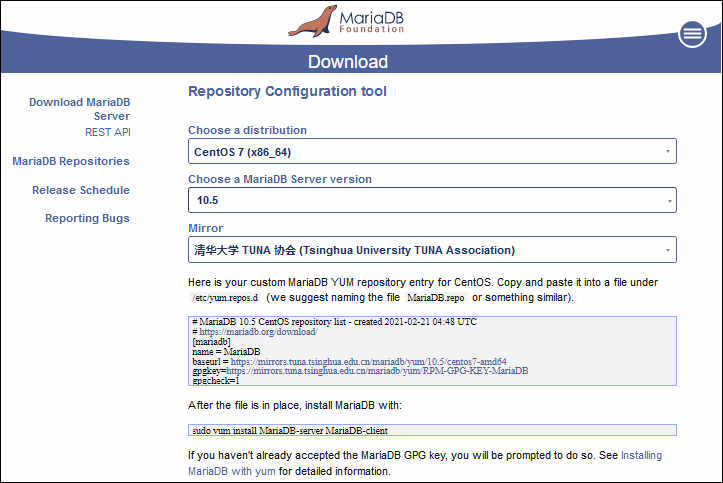 MariaDB
Foundation
Download
Download MariaDB
Server
REST API
MariaDB Repositories
Release Schedule
Reporting Bugs
Repository Configuration tool
Choose a distribution
CentOS 7 (x86_64)
Choose a MariaDB Server version
10.5
Mirror
清华大学 TUNA 协会 (Tsinghua University TUNA Association)
Here is your custom MariaDB YUM repository entry for CentOS. Copy and paste it into a file under
/etc/yum.repos.d (we suggest naming the file MariaDB.repo or something similar).
# MariaDB 10.5 CentOS repository list - created 2021-02-21 04:48 UTC
# https://mariadb.org/download/
[mariadb]
name = MariaDB
baseurl = https://mirrors.tuna.tsinghua.edu.cn/mariadb/yum/10.5/centos7-amd64
gpgkey=https://mirrors.tuna.tsinghua.edu.cn/mariadb/yum/RPM-GPG-KEY-MariaDB
gpgcheck=1
After the file is in place, install MariaDB with:
sudo yum install MariaDB-server MariaDB-client
If you haven't already accepted the MariaDB GPG key, you will be prompted to do so. See Installing
MariaDB with yum for detailed information.